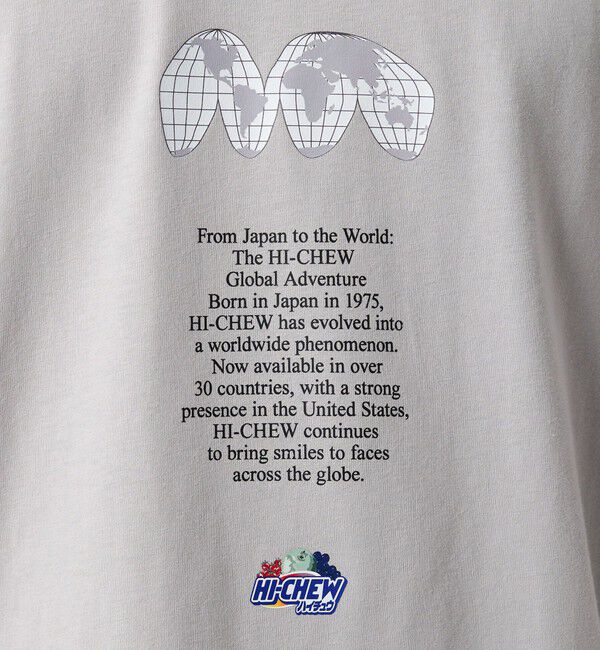 From Japan to the World:
The HI-CHEW
Global Adventure
Born in Japan in 1975,
HI-CHEW has evolved into
a worldwide phenomenon.
Now available in over
30 countries, with a strong
presence in the United States,
HI-CHEW continues
to bring smiles to faces
across the globe.
HI-CHEW
ハイチュウ